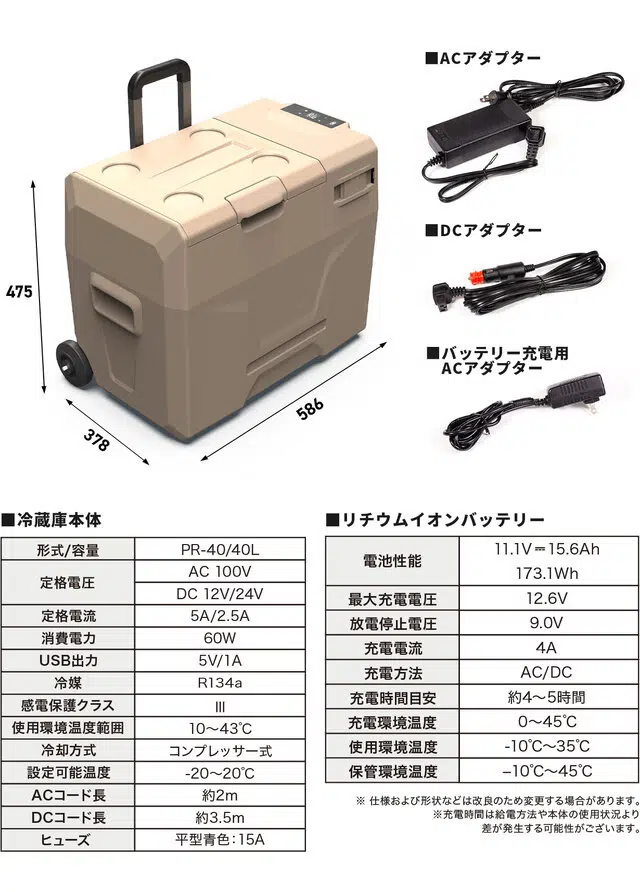 ■ACアダプター
■DCアダプター
■バッテリー充電用
ACアダプター
475
378
586
■冷蔵庫本体
形式/容量 PR-40/40L
定格電圧 AC 100V
DC 12V/24V
定格電流 5A/2.5A
消費電力 60W
USB出力 5V/1A
冷媒 R134a
感電保護クラス Ⅲ
使用環境温度範囲 10〜43℃
冷却方式 コンプレッサー式
設定可能温度 -20〜20℃
ACコード長 約2m
DCコード長 約3.5m
ヒューズ 平型青色:15A
■リチウムイオンバッテリー
電池性能 11.1V⎓15.6Ah
173.1Wh
最大充電電圧 12.6V
放電停止電圧 9.0V
充電電流 4A
充電方法 AC/DC
充電時間目安 約4〜5時間
充電環境温度 0〜45℃
使用環境温度 -10℃〜35℃
保管環境温度 −10℃〜45℃
※ 仕様および形状などは改良のため変更する場合があります。
※充電時間は給電方法や本体の使用状況より
差が発生する可能性がございます。